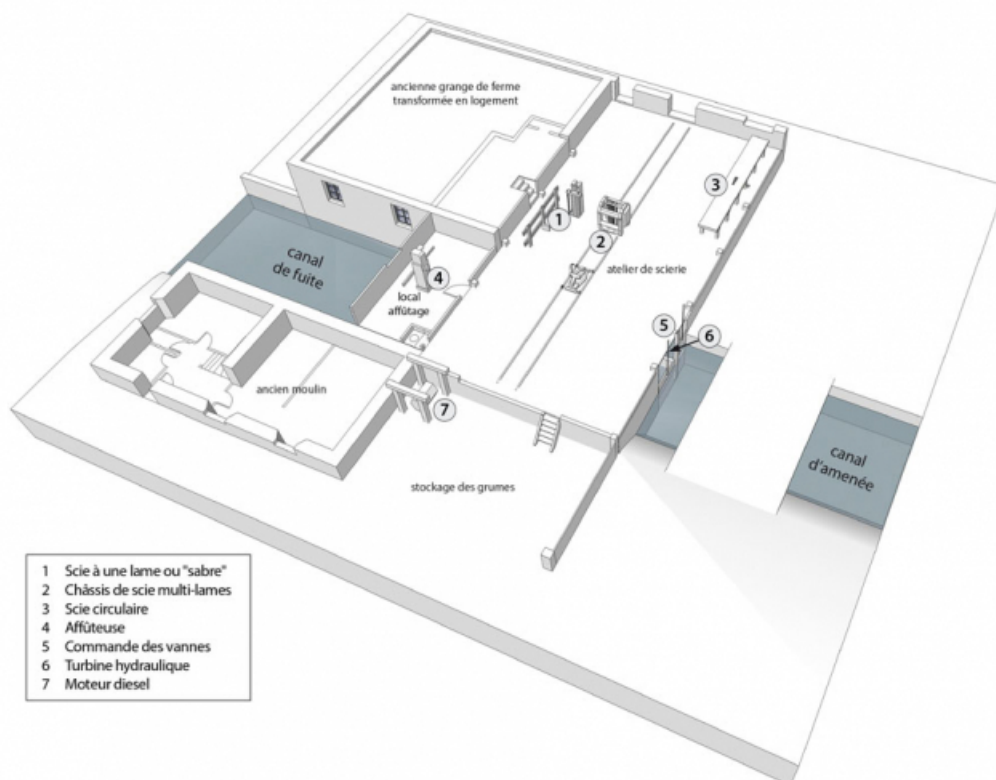 ancienne grange de ferme
transformée en logement
3
1
2
canal
de fuite
4
atelier de scierie
local
affûtage
5
6
ancien moulin
7
canal
d'amenée
stockage des grumes
1 Scie à une lame ou "sabre"
2 Châssis de scie multi-lames
3 Scie circulaire
4 Affûteuse
5 Commande des vannes
6 Turbine hydraulique
7 Moteur diesel